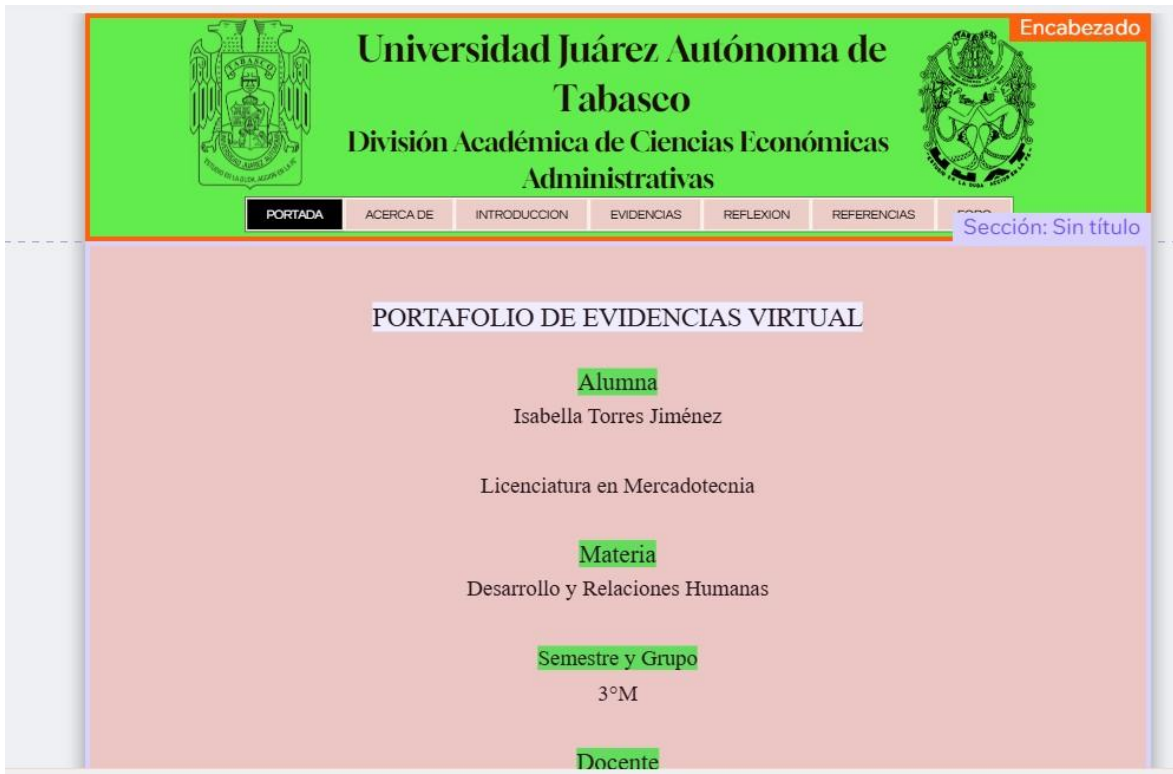 Encabezado
Universidad Juárez Autónoma de
Tabasco
División Académica de Ciencias Económicas
Administrativas
PORTADA ACERCA DE INTRODUCCION EVIDENCIAS REFLEXION REFERENCIAS FORO
Sección: Sin título
PORTAFOLIO DE EVIDENCIAS VIRTUAL
Alumna
Isabella Torres Jiménez
Licenciatura en Mercadotecnia
Materia
Desarrollo y Relaciones Humanas
Semestre y Grupo
3°M
Docente